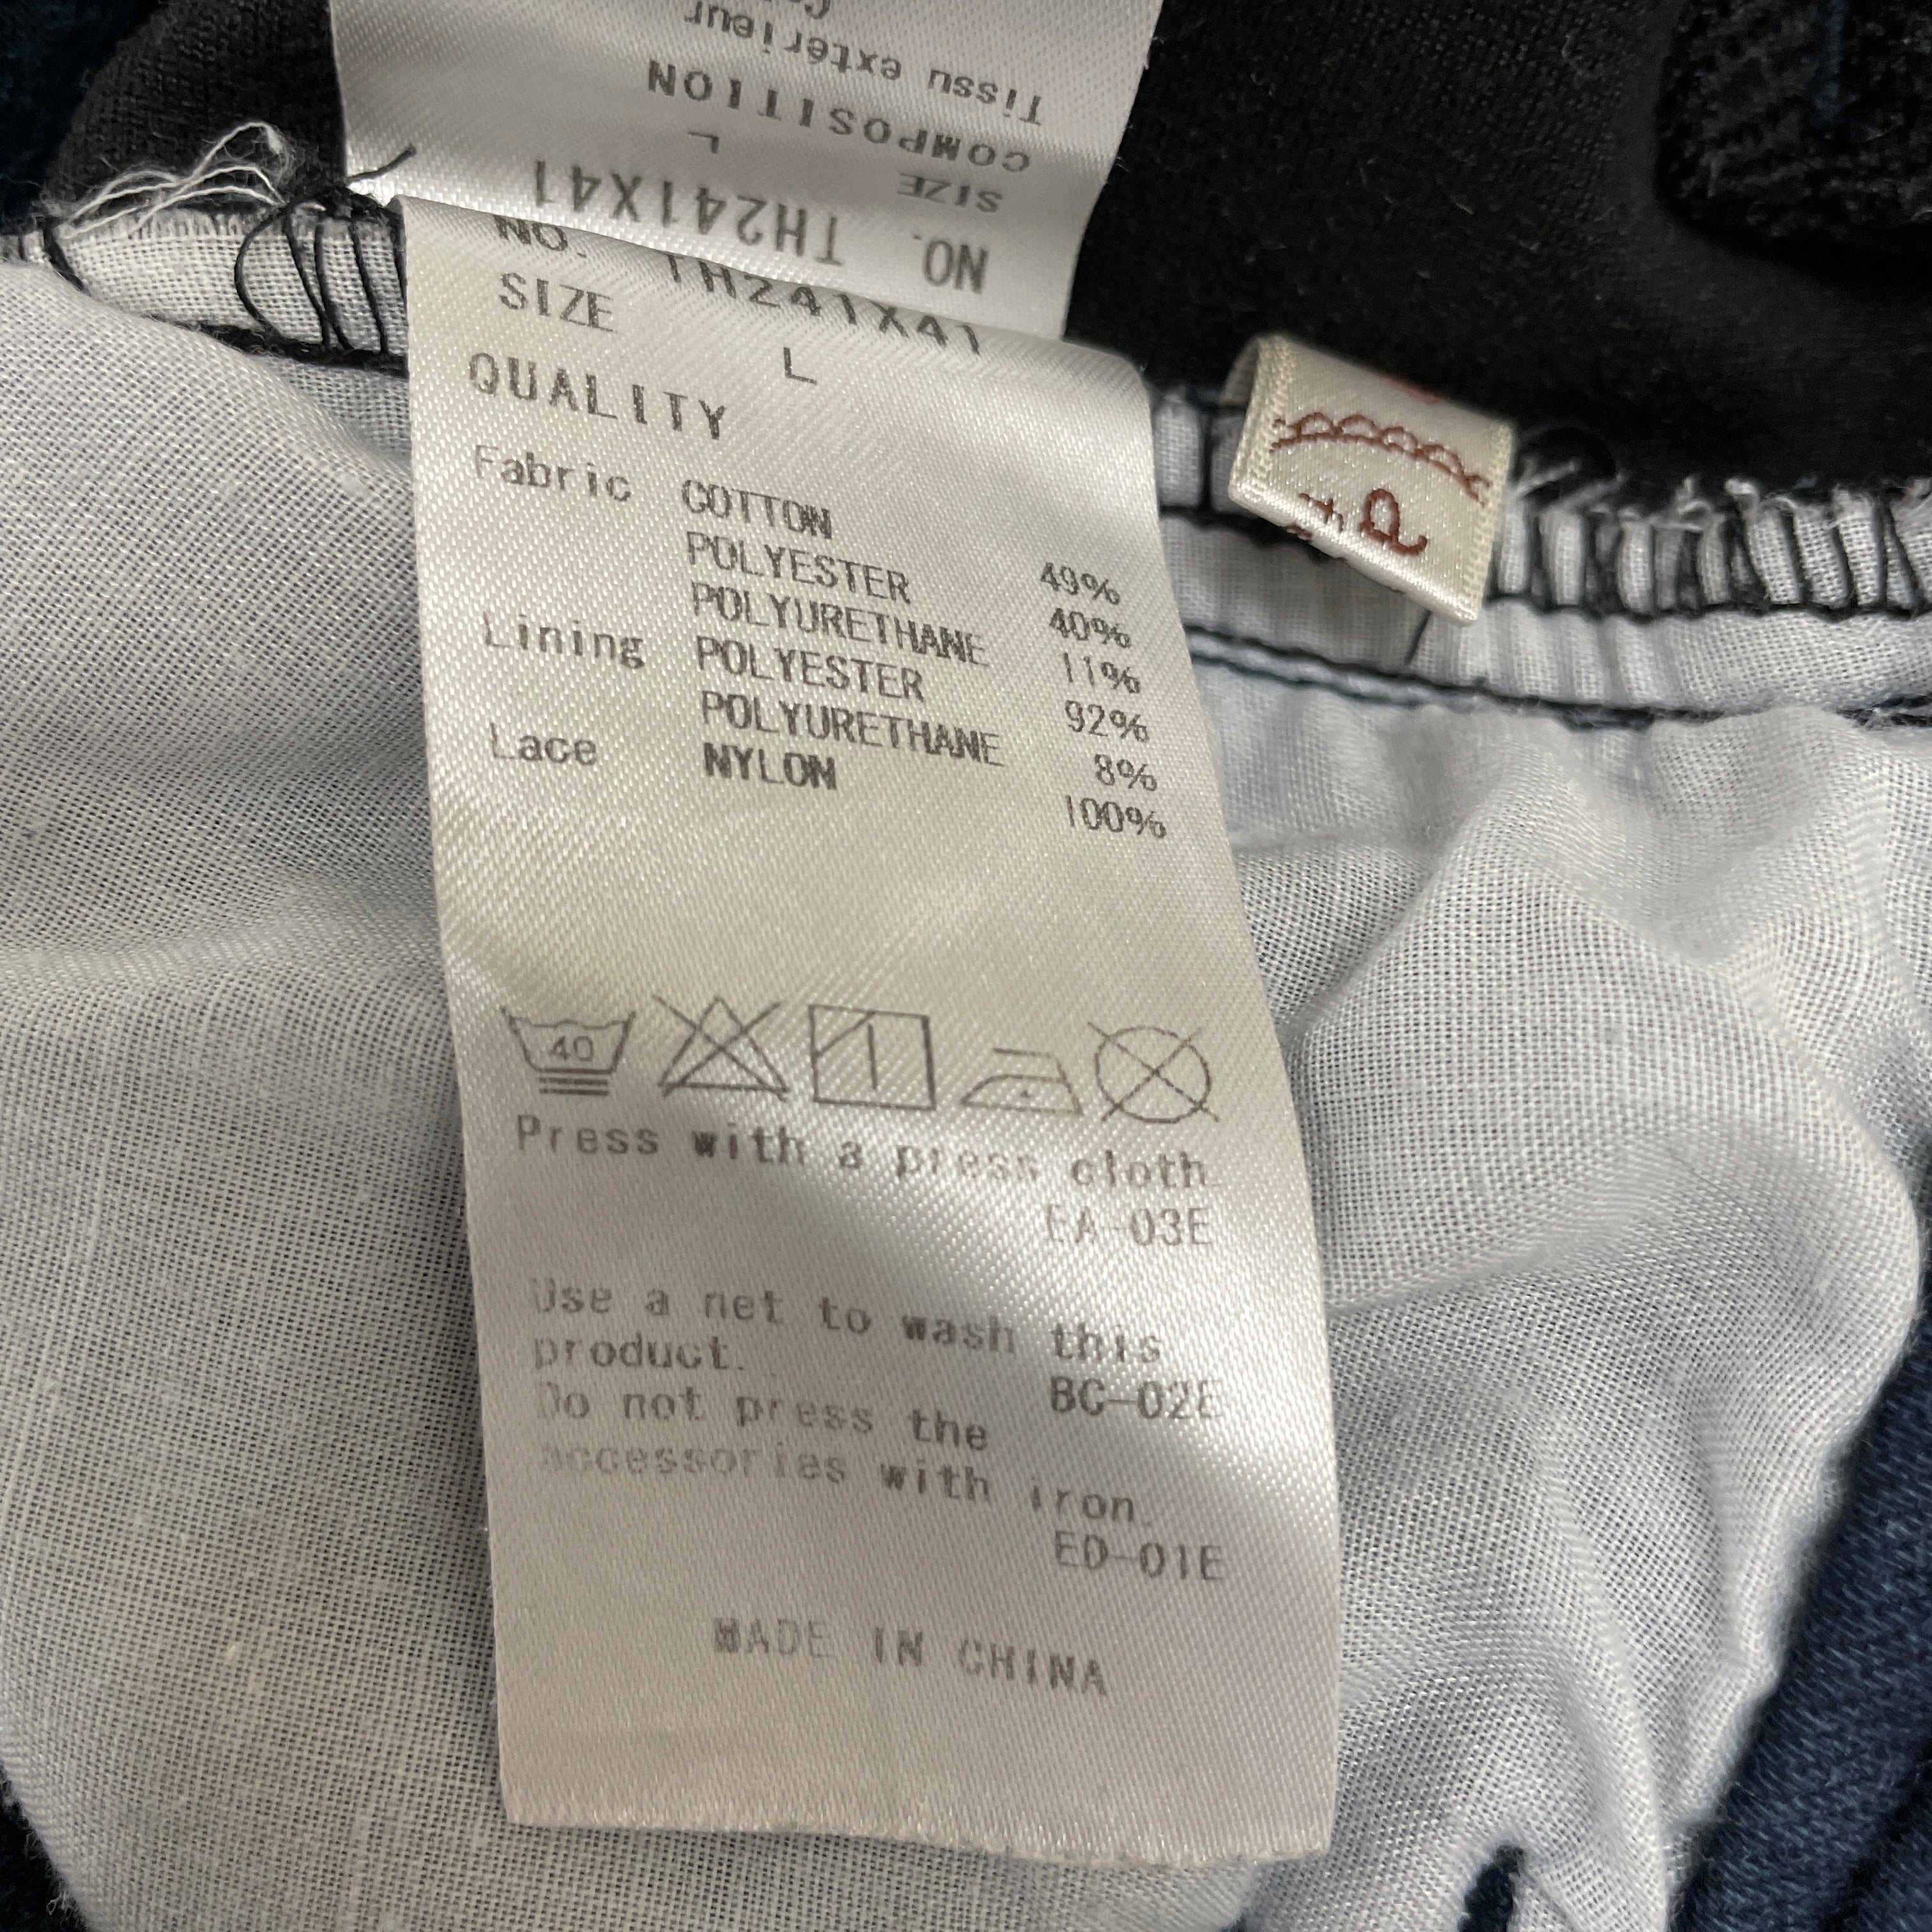 Tissu extérieur
COMPOSITION
SIZE L
NO. TH241X41
NO. TH241X41
SIZE L
QUALITY
Fabric COTTON 49%
POLYESTER 40%
POLYURETHANE 11%
Lining POLYESTER 92%
POLYURETHANE 8%
Lace NYLON 100%
40
Press with a press cloth
EA-03E
Use a net to wash this
product.
BC-02E
Do not press the
accessories with iron.
ED-01E
MADE IN CHINA